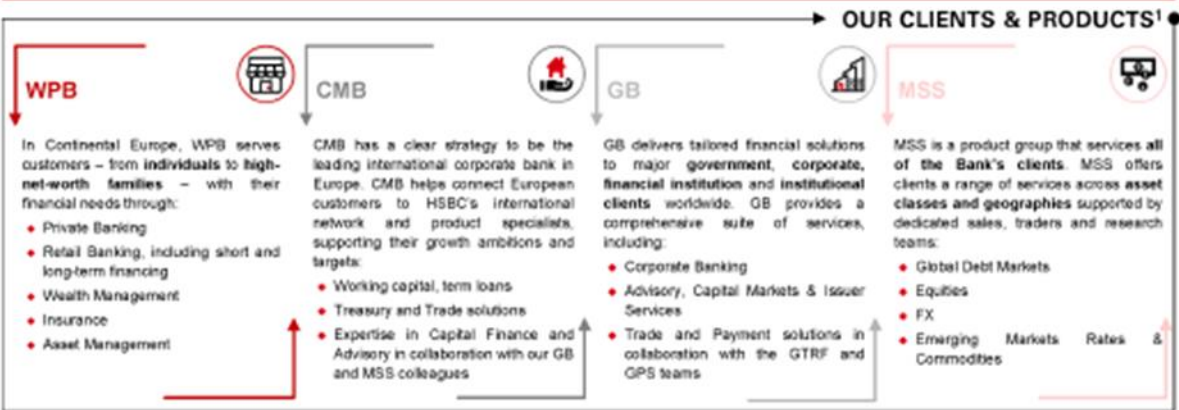 OUR CLIENTS & PRODUCTS¹
WPB
In Continental Europe, WPB serves
customers – from individuals to high-
net-worth families – with their
financial needs through:
Private Banking
Retail Banking, including short and
long-term financing
Wealth Management
Insurance
Asset Management
CMB
CMB has a clear strategy to be the
leading international corporate bank in
Europe. CMB helps connect European
customers to HSBC's international
network and product specialists,
supporting their growth ambitions and
targets:
Working capital, term loans
Treasury and Trade solutions
Expertise in Capital Finance and
Advisory in collaboration with our GB
and MSS colleagues
GB
GB delivers tailored financial solutions
to major government, corporate,
financial institution and institutional
clients worldwide. GB provides a
comprehensive suite of services,
including:
Corporate Banking
Advisory, Capital Markets & Issuer
Services
Trade and Payment solutions in
collaboration with the GTRF and
GPS teams
MSS
MSS is a product group that services all
of the Bank's clients. MSS offers
clients a range of services across asset
classes and geographies supported by
dedicated sales, traders and research
teams:
Global Debt Markets
Equities
FX
Emerging Markets Rates &
Commodities